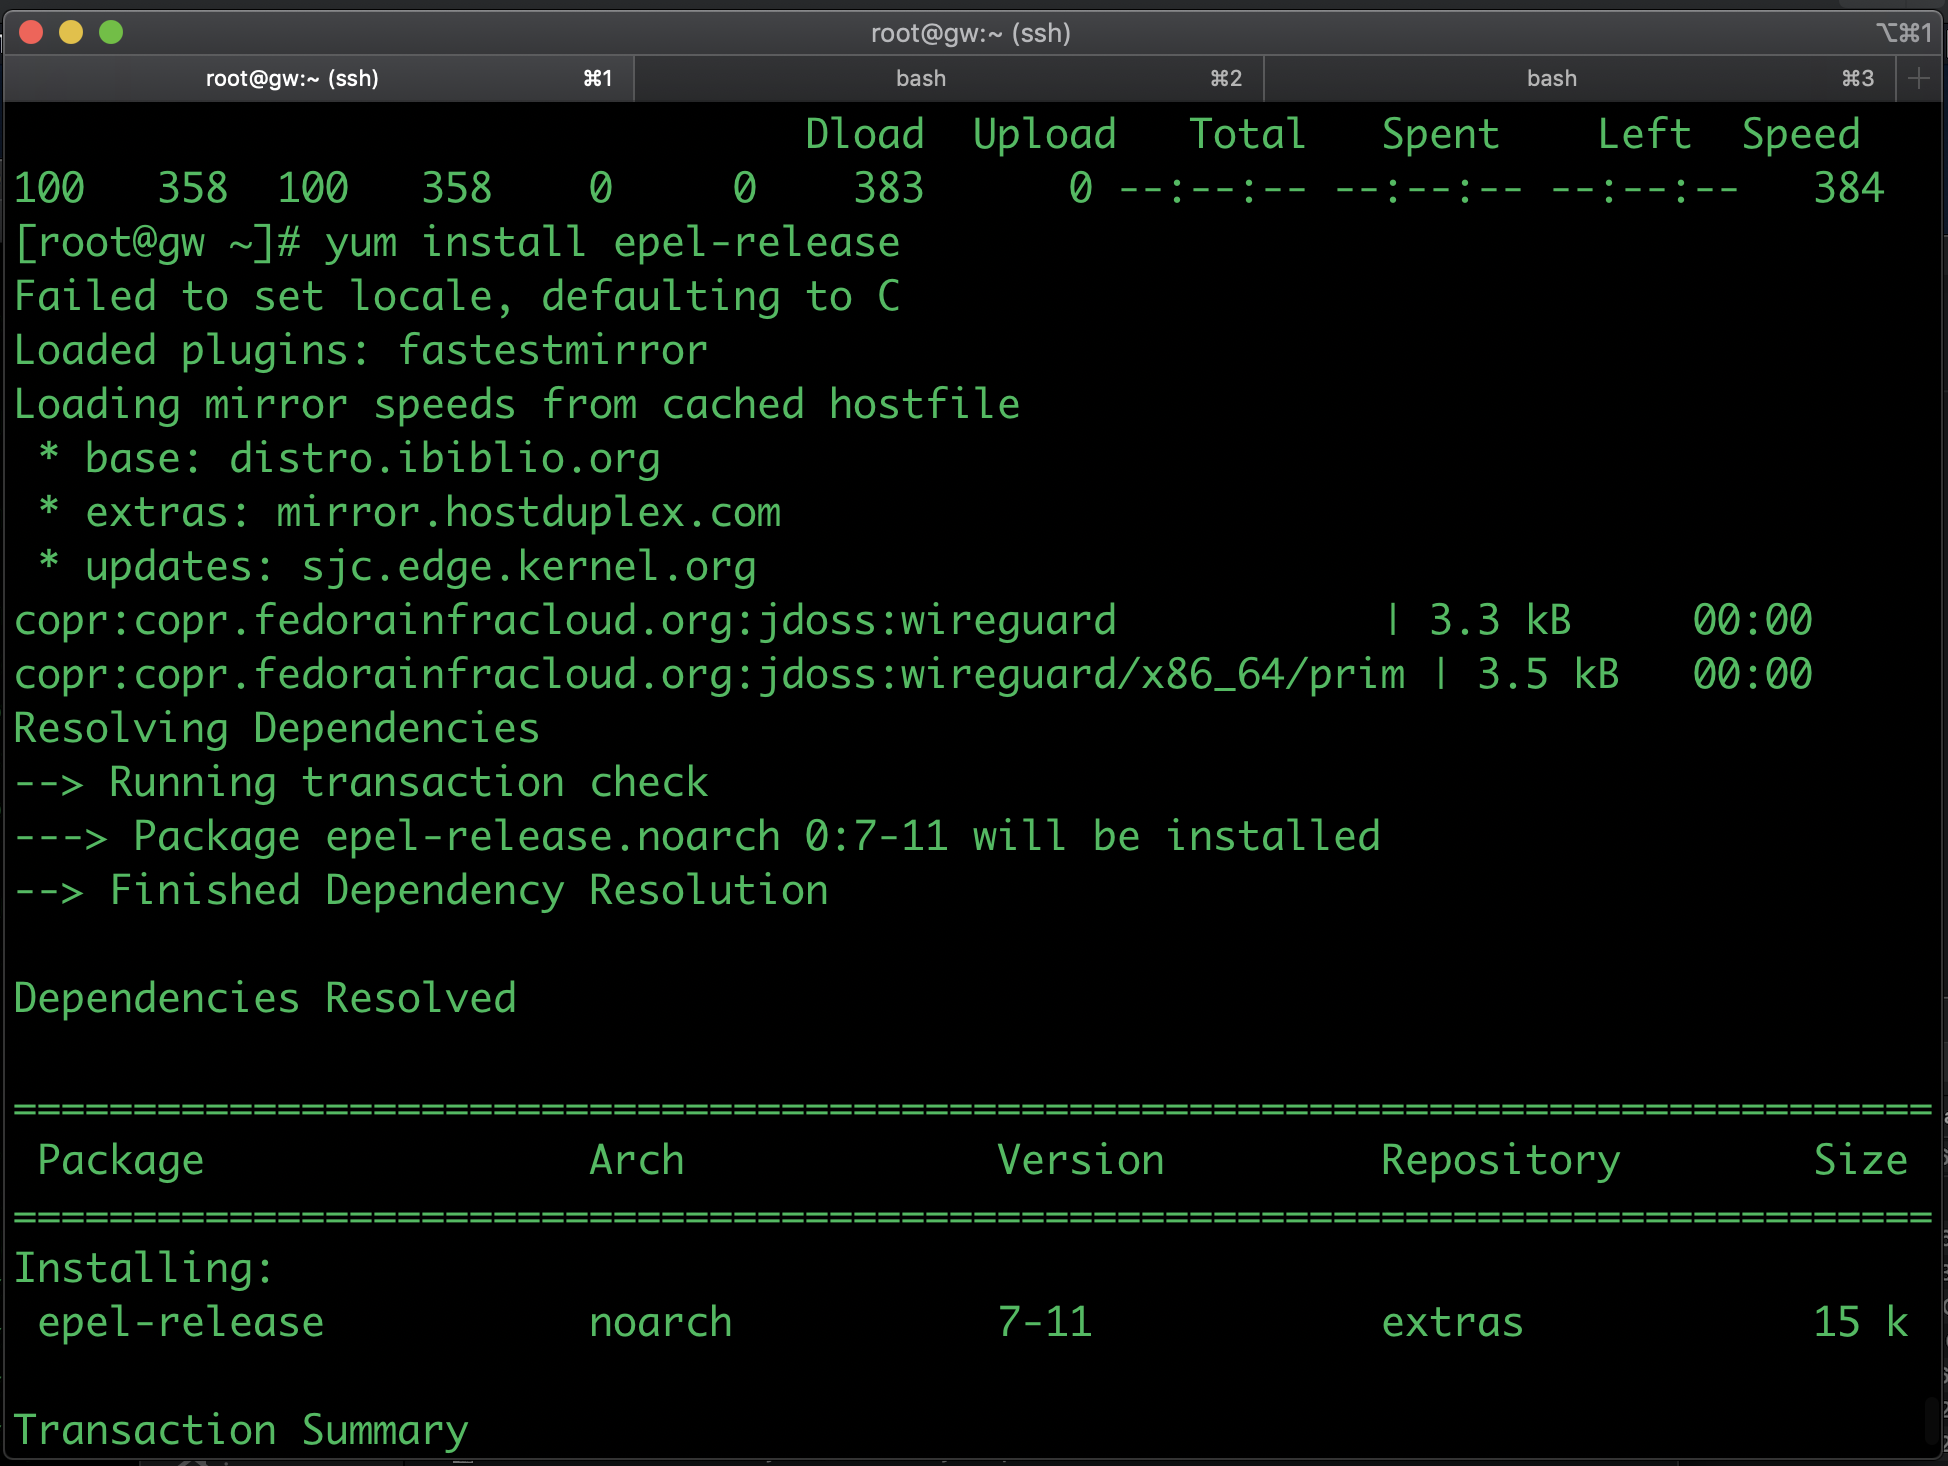 root@gw:~ (ssh) ⌥⌘1
root@gw:~ (ssh) ⌘1 bash ⌘2 bash ⌘3 +
Dload Upload Total Spent Left Speed
100 358 100 358 0 0 383 0 --:--:-- --:--:-- --:--:-- 384
[root@gw ~]# yum install epel-release
Failed to set locale, defaulting to C
Loaded plugins: fastestmirror
Loading mirror speeds from cached hostfile
* base: distro.ibiblio.org
* extras: mirror.hostduplex.com
* updates: sjc.edge.kernel.org
copr:copr.fedorainfracloud.org:jdoss:wireguard | 3.3 kB 00:00
copr:copr.fedorainfracloud.org:jdoss:wireguard/x86_64/prim | 3.5 kB 00:00
Resolving Dependencies
--> Running transaction check
---> Package epel-release.noarch 0:7-11 will be installed
--> Finished Dependency Resolution
Dependencies Resolved
================================================================================
Package Arch Version Repository Size
================================================================================
Installing:
epel-release noarch 7-11 extras 15 k
Transaction Summary